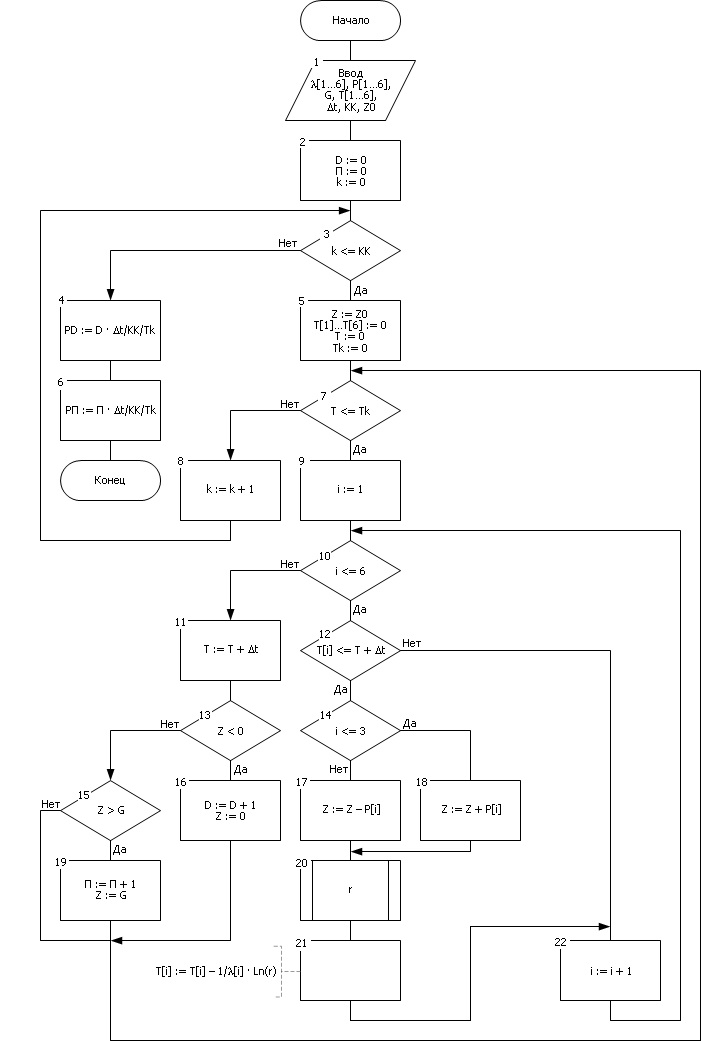 Начало
1
Ввод
λ[1...6], P[1...6],
G, T[1...6],
Δt, KK, Z0
2
D := 0
П := 0
k := 0
3
k <= KK
Нет
Да
4
PD := D · Δt/KK/Tk
5
Z := Z0
T[1]...T[6] := 0
T := 0
Tk := 0
6
PП := П · Δt/KK/Tk
7
T <= Tk
Нет
Да
Конец
8
k := k + 1
9
i := 1
10
i <= 6
Нет
Да
11
T := T + Δt
12
T[i] <= T + Δt
Нет
Да
13
Z < 0
Нет
Да
14
i <= 3
Да
Нет
15
Z > G
Нет
Да
16
D := D + 1
Z := 0
17
Z := Z – P[i]
18
Z := Z + P[i]
19
П := П + 1
Z := G
20
r
21
T[i] := T[i] – 1/λ[i] · Ln(r)
22
i := i + 1